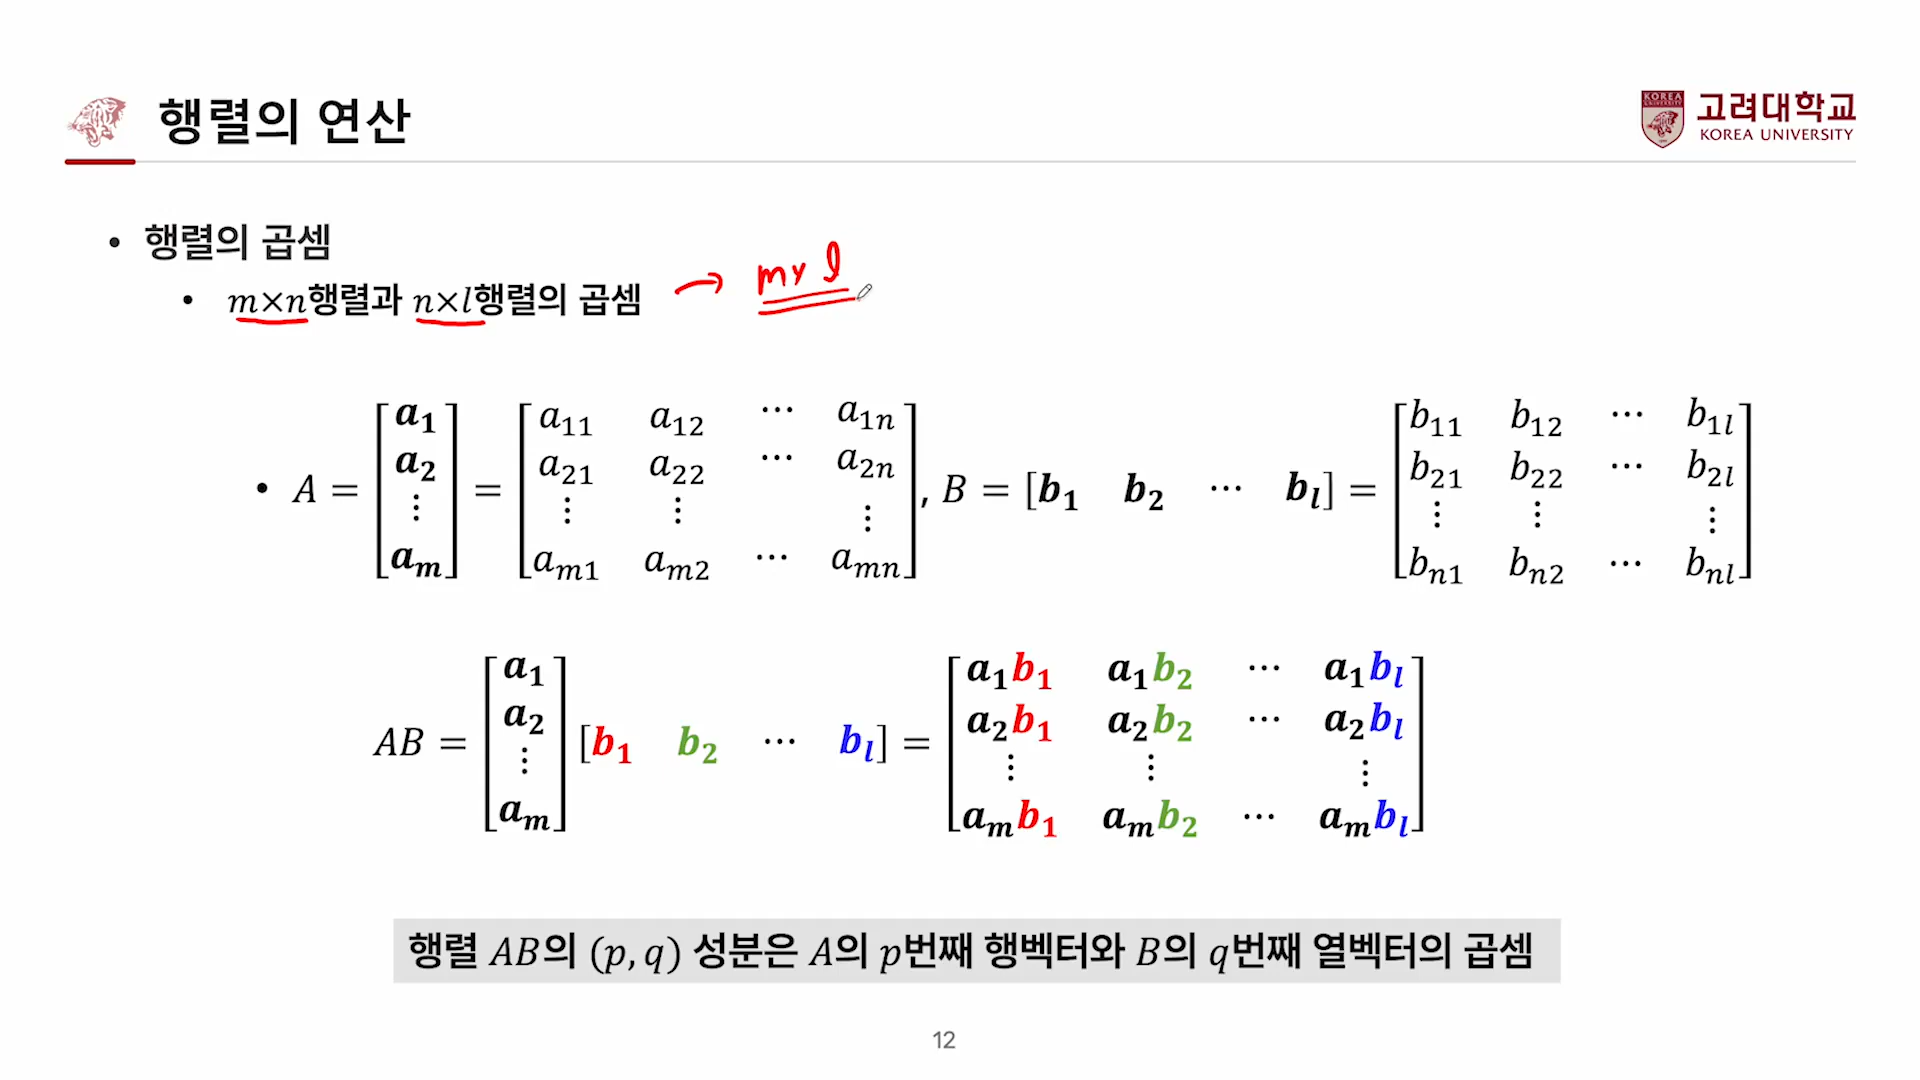 행렬의 연산
고려대학교
KOREA UNIVERSITY
• 행렬의 곱셈
• m×n행렬과 n×l행렬의 곱셈 → m×l
• A = [a₁ a₂ ⋮ aₘ] = [a₁₁ a₁₂ ⋯ a₁ₙ
a₂₁ a₂₂ ⋯ a₂ₙ
⋮ ⋮ ⋮
aₘ₁ aₘ₂ ⋯ aₘₙ], B = [b₁ b₂ ⋯ bₗ] = [b₁₁ b₁₂ ⋯ b₁ₗ
b₂₁ b₂₂ ⋯ b₂ₗ
⋮ ⋮ ⋮
bₙ₁ bₙ₂ ⋯ bₙₗ]
AB = [a₁ a₂ ⋮ aₘ] [b₁ b₂ ⋯ bₗ] = [a₁b₁ a₁b₂ ⋯ a₁bₗ
a₂b₁ a₂b₂ ⋯ a₂bₗ
⋮ ⋮ ⋮
aₘb₁ aₘb₂ ⋯ aₘbₗ]
행렬 AB의 (p, q) 성분은 A의 p번째 행벡터와 B의 q번째 열벡터의 곱셈
12